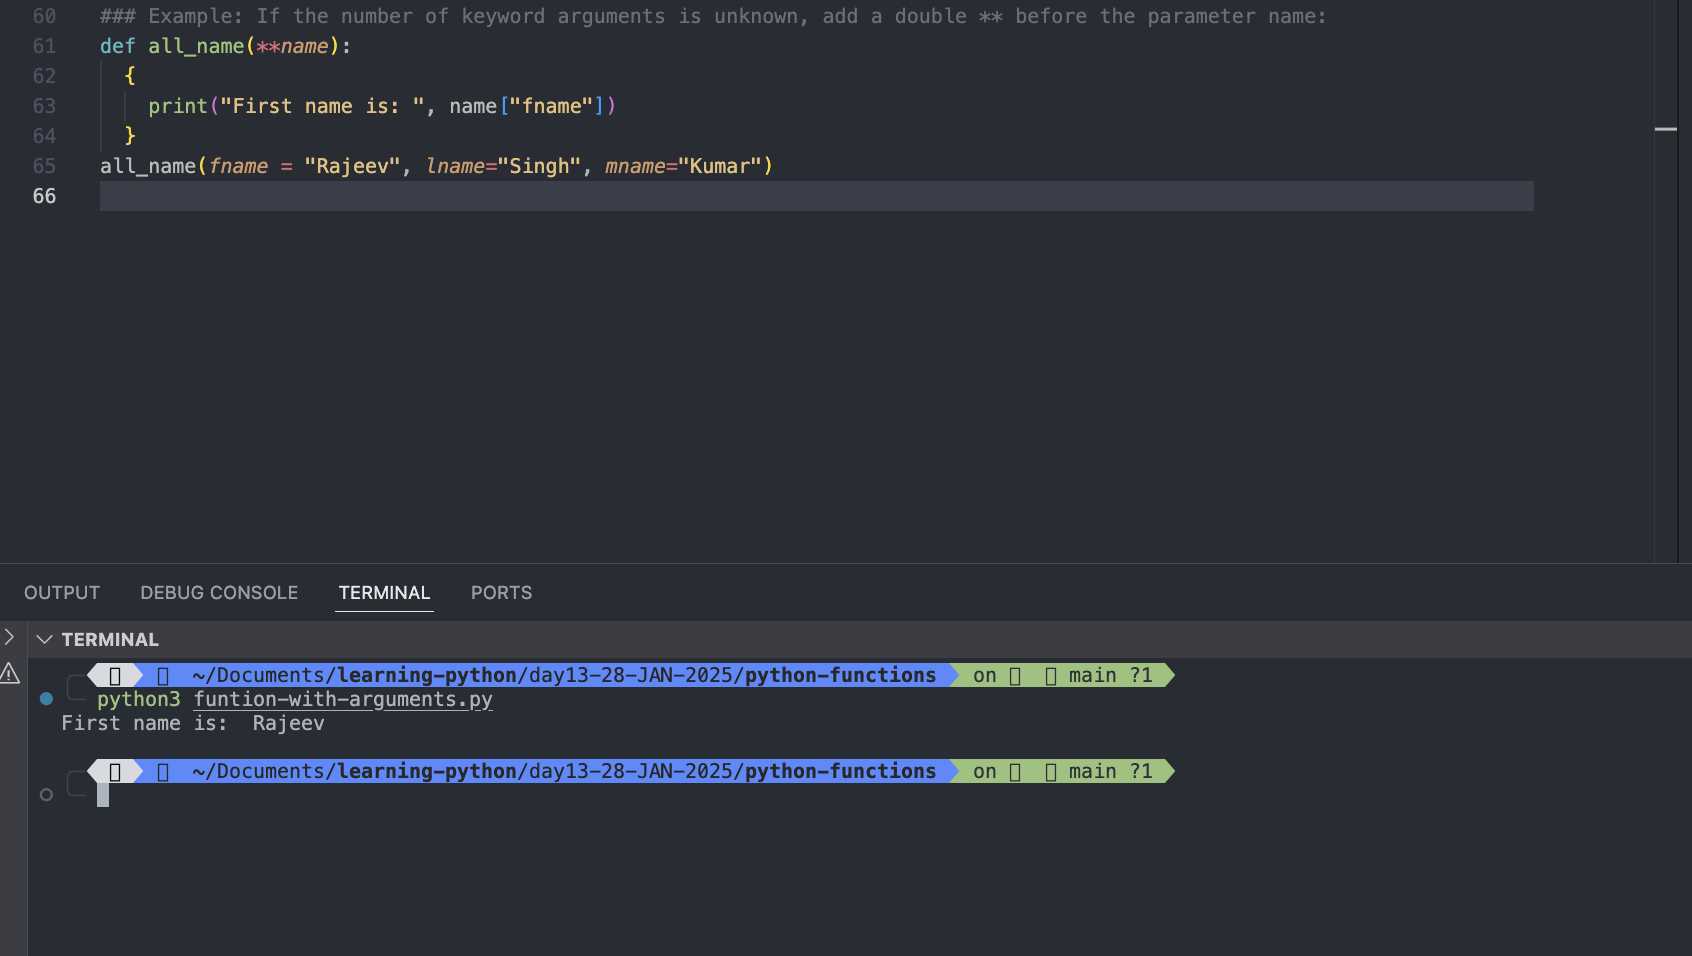 60 ### Example: If the number of keyword arguments is unknown, add a double ** before the parameter name:
61 def all_name(**name):
62 {
63 print("First name is: ", name["fname"])
64 }
65 all_name(fname = "Rajeev", lname="Singh", mname="Kumar")
66
OUTPUT DEBUG CONSOLE TERMINAL PORTS
TERMINAL
~/Documents/learning-python/day13-28-JAN-2025/python-functions on main ?1
python3 funtion-with-arguments.py
First name is:  Rajeev
~/Documents/learning-python/day13-28-JAN-2025/python-functions on main ?1